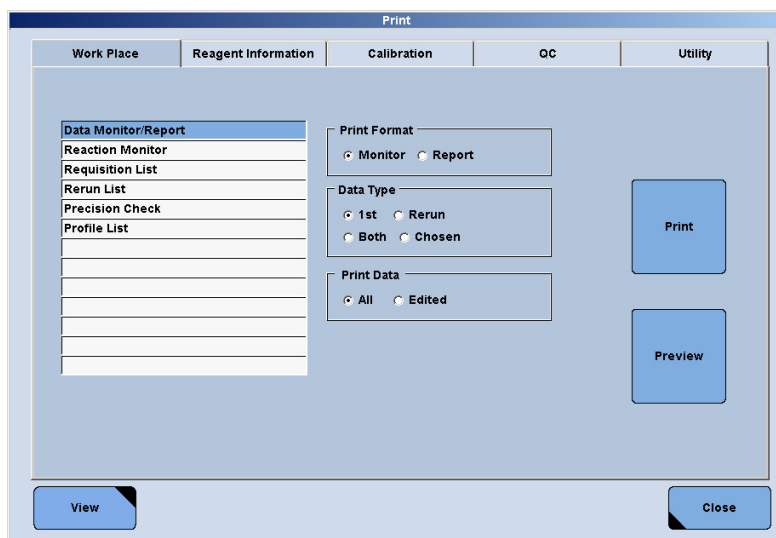 Print
Work Place
Reagent Information
Calibration
QC
Utility
Data Monitor/Report
Reaction Monitor
Requisition List
Rerun List
Precision Check
Profile List
Print Format
Monitor Report
Data Type
1st Rerun
Both Chosen
Print Data
All Edited
Print
Preview
View
Close